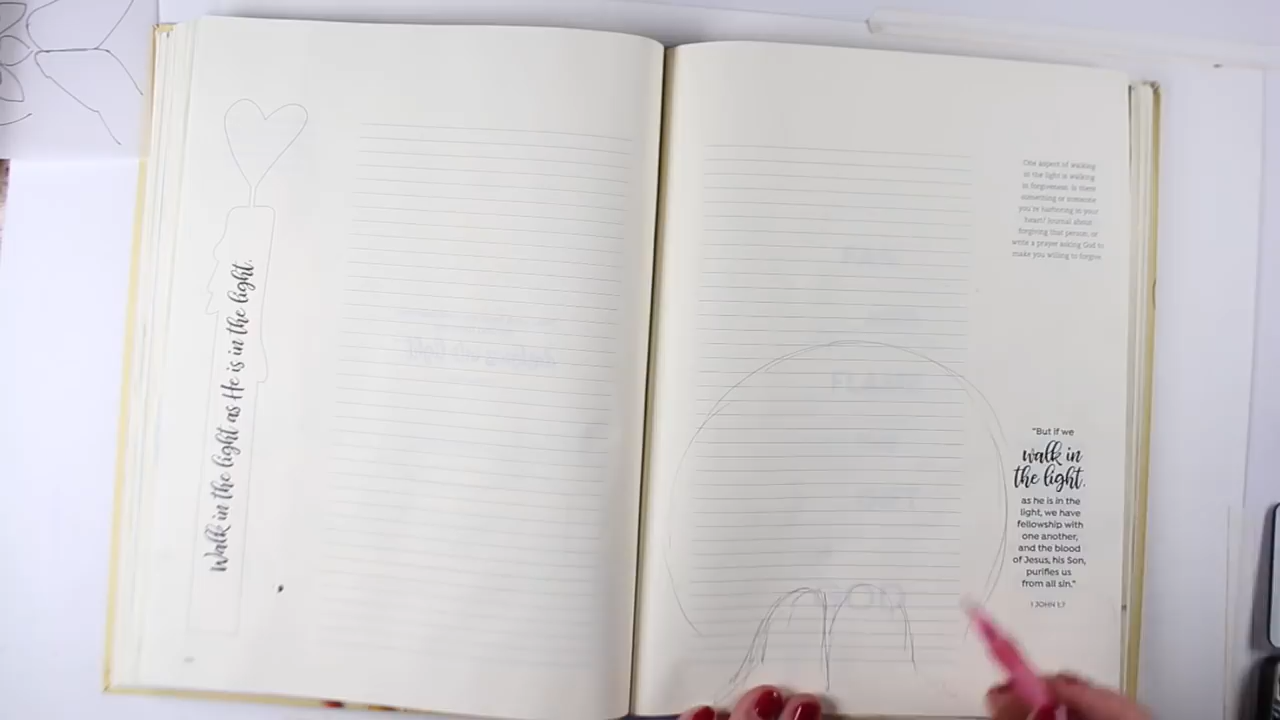 Walk in the light as He is in the light.
One aspect of walking
in the light is walking
in forgiveness. Is there
something or someone
you're harboring in your
heart? Journal about
forgiving that person, or
write a prayer asking God to
make you willing to forgive.
"But if we
walk in
the light,
as he is in the
light, we have
fellowship with
one another,
and the blood
of Jesus, his Son,
purifies us
from all sin."
1 JOHN 1:7